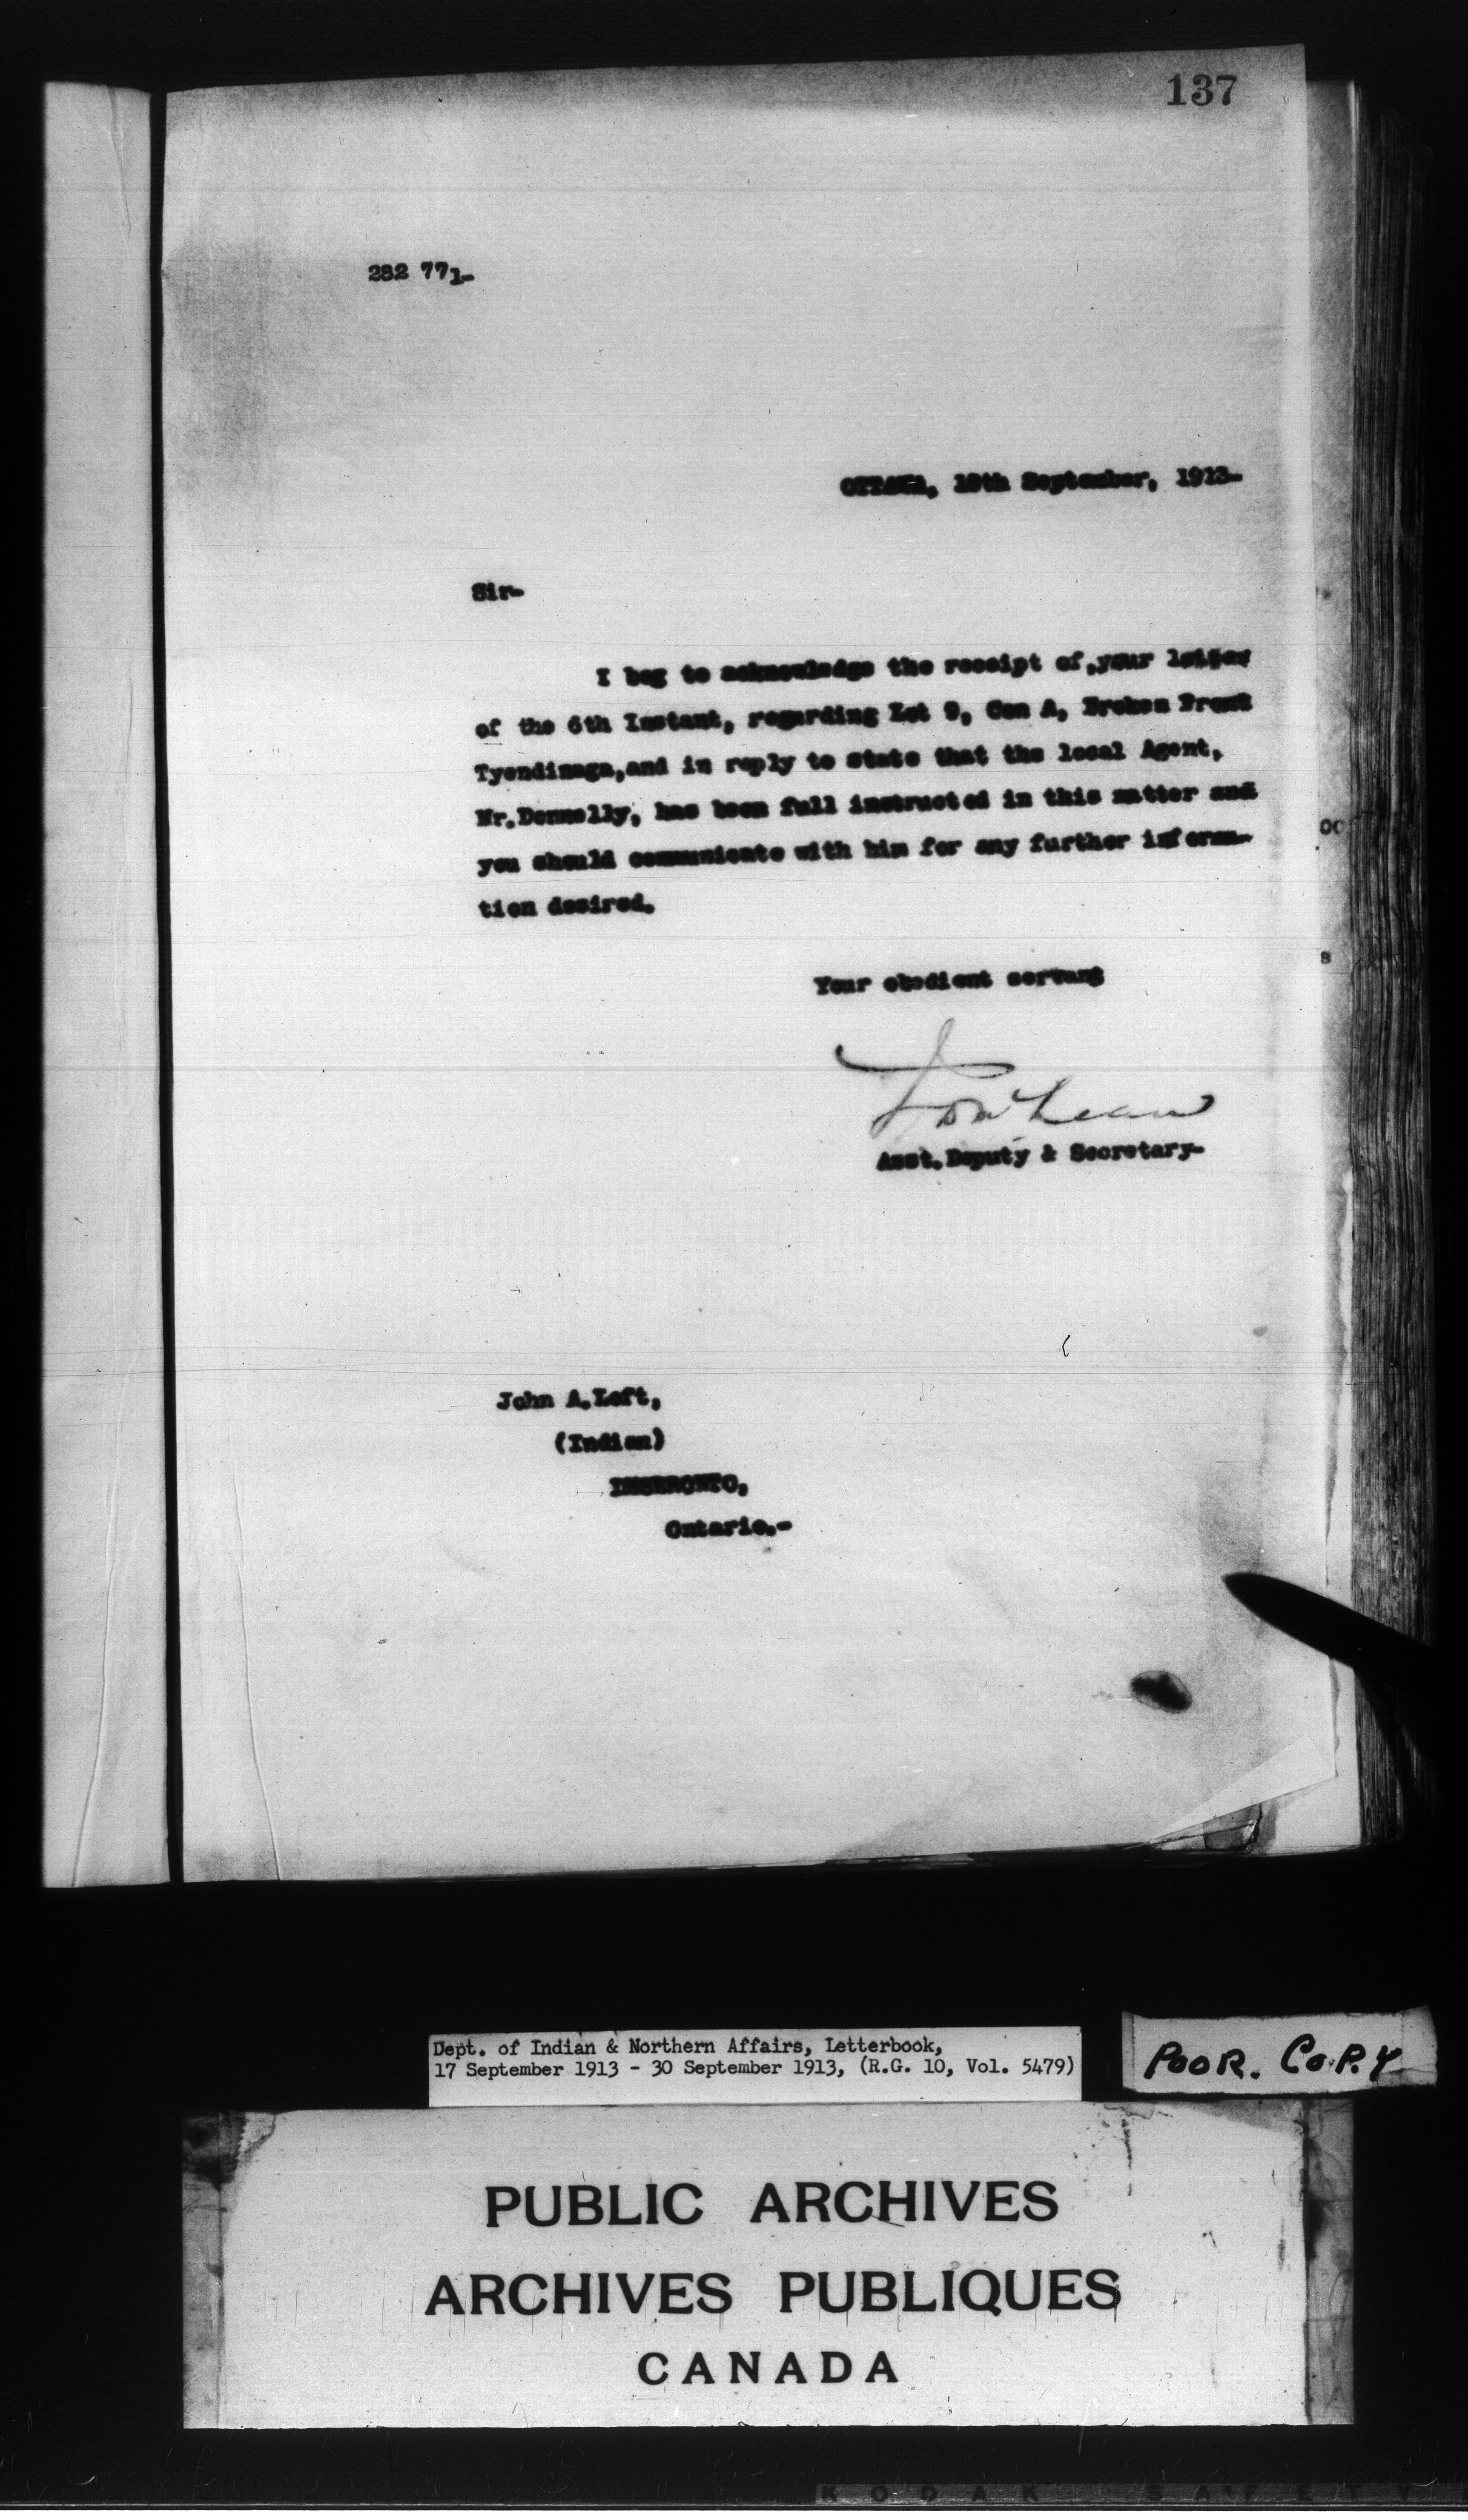 137
282 771-
OTTAWA, 18th September, 1913-
Sir-
I beg to acknowledge the receipt of,your letter
of the 6th Instant, regarding Lot 9, Con A, Broken Front
Tyendinaga,and in reply to state that the local Agent,
Mr.Donnelly, has been full instructed in this matter and
you should communicate with him for any further informa-
tion desired.
Your obedient servant
Asst.Deputy & Secretary-
John A.Loft,
(Indian)
DESERONTO,
Ontario.-
Dept. of Indian & Northern Affairs, Letterbook,
17 September 1913 - 30 September 1913, (R.G. 10, Vol. 5479)
POOR. COPY
PUBLIC ARCHIVES
ARCHIVES PUBLIQUES
CANADA
KODAK SAFETY